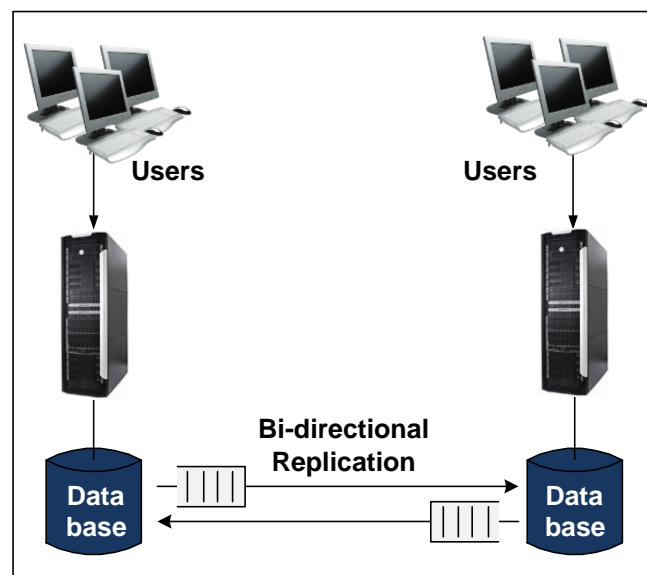 Users
Users
Bi-directional
Replication
Data
base
Data
base